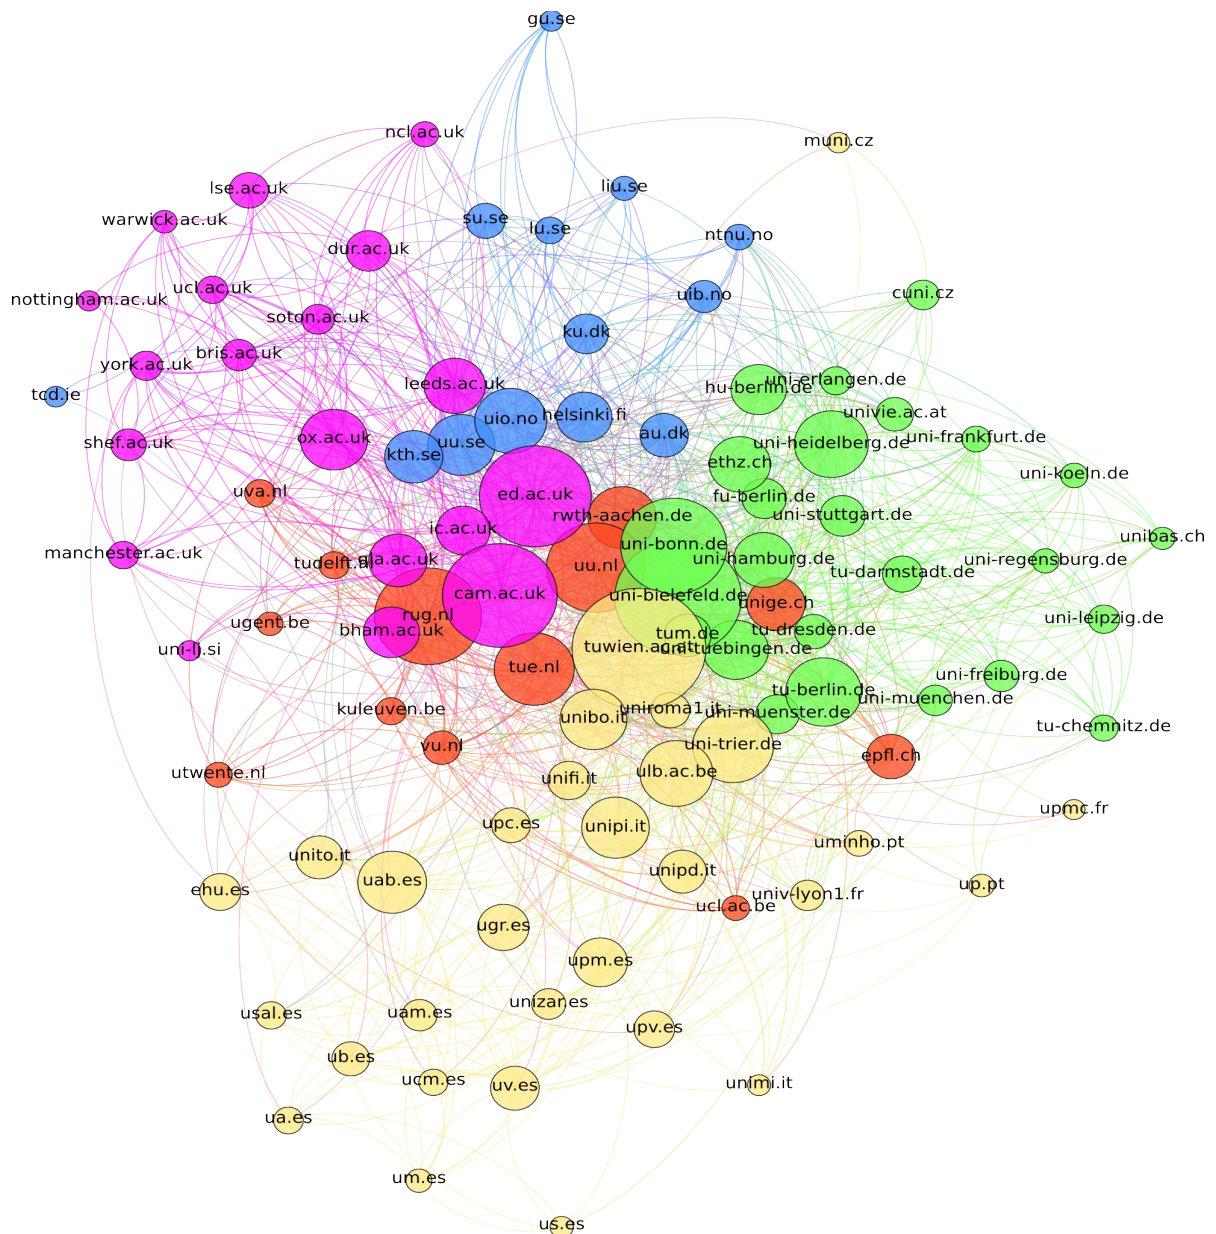 gu.se
ncl.ac.uk
muni.cz
lse.ac.uk
liu.se
warwick.ac.uk
su.se
lu.se
ntnu.no
dur.ac.uk
ucl.ac.uk
nottingham.ac.uk
uib.no
cuni.cz
soton.ac.uk
ku.dk
bris.ac.uk
york.ac.uk
leeds.ac.uk
hu-berlin.de
uni-erlangen.de
tcd.ie
uio.no
helsinki.fi
univie.ac.at
ox.ac.uk
uu.se
au.dk
uni-heidelberg.de
uni-frankfurt.de
shef.ac.uk
kth.se
ethz.ch
uni-koeln.de
uva.nl
ed.ac.uk
fu-berlin.de
rwth-aachen.de
uni-stuttgart.de
ic.ac.uk
uni-bonn.de
unibas.ch
manchester.ac.uk
tudelft.nl
gla.ac.uk
uu.nl
uni-hamburg.de
uni-regensburg.de
tu-darmstadt.de
cam.ac.uk
uni-bielefeld.de
unige.ch
rug.nl
ugent.be
bham.ac.uk
tum.de
tu-dresden.de
uni-leipzig.de
uni-lj.si
tuwien.ac.at
uni-tuebingen.de
tue.nl
uni-freiburg.de
tu-berlin.de
uni-muenchen.de
kuleuven.be
unibo.it
uniroma1.it
uni-muenster.de
tu-chemnitz.de
vu.nl
uni-trier.de
epfl.ch
utwente.nl
unifi.it
ulb.ac.be
upmc.fr
upc.es
unipi.it
uminho.pt
unito.it
unipd.it
uab.es
ehu.es
univ-lyon1.fr
up.pt
ucl.ac.be
ugr.es
upm.es
unizar.es
usal.es
uam.es
upv.es
ub.es
ucm.es
uv.es
unimi.it
ua.es
um.es
us.es